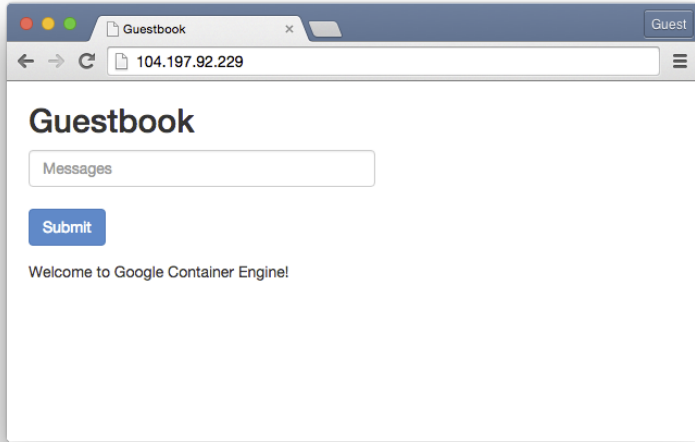 Guestbook
Guest
104.197.92.229
Guestbook
Messages
Submit
Welcome to Google Container Engine!